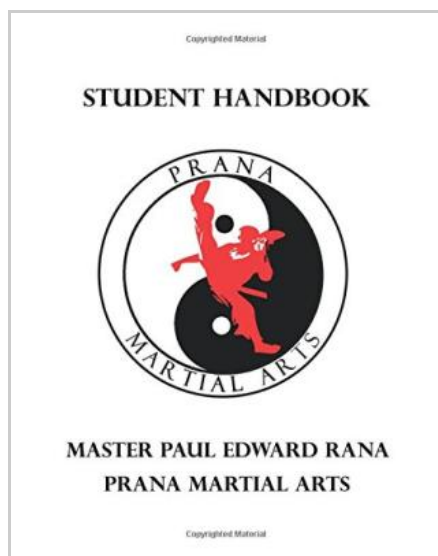 Copyrighted Material
STUDENT HANDBOOK
PRANA
MARTIAL ARTS
MASTER PAUL EDWARD RANA
PRANA MARTIAL ARTS
Copyrighted Material